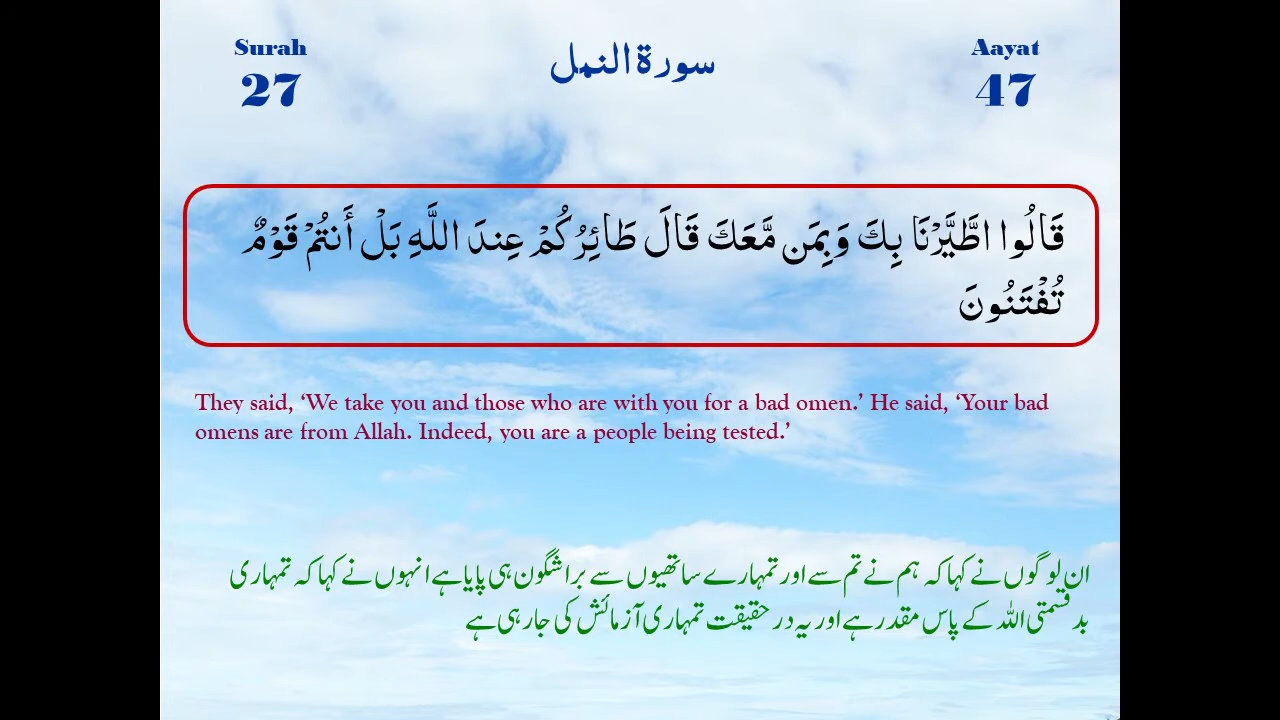 Surah
27
سورة النمل
Aayat
47
قَالُوا اطَّيَّرْنَا بِكَ وَبِمَن مَّعَكَ قَالَ طَائِرُكُمْ عِندَ اللَّهِ بَلْ أَنتُمْ قَوْمٌ
تُفْتَنُونَ
They said, ‘We take you and those who are with you for a bad omen.’ He said, ‘Your bad
omens are from Allah. Indeed, you are a people being tested.’
ان لوگوں نے کہا کہ ہم نے تم سے اور تمہارے ساتھیوں سے براشگون ہی پایا ہے انہوں نے کہا کہ تمہاری
بدقسمتی اللہ کے پاس مقدر ہے اور یہ درحقیقت تمہاری آزمائش کی جارہی ہے